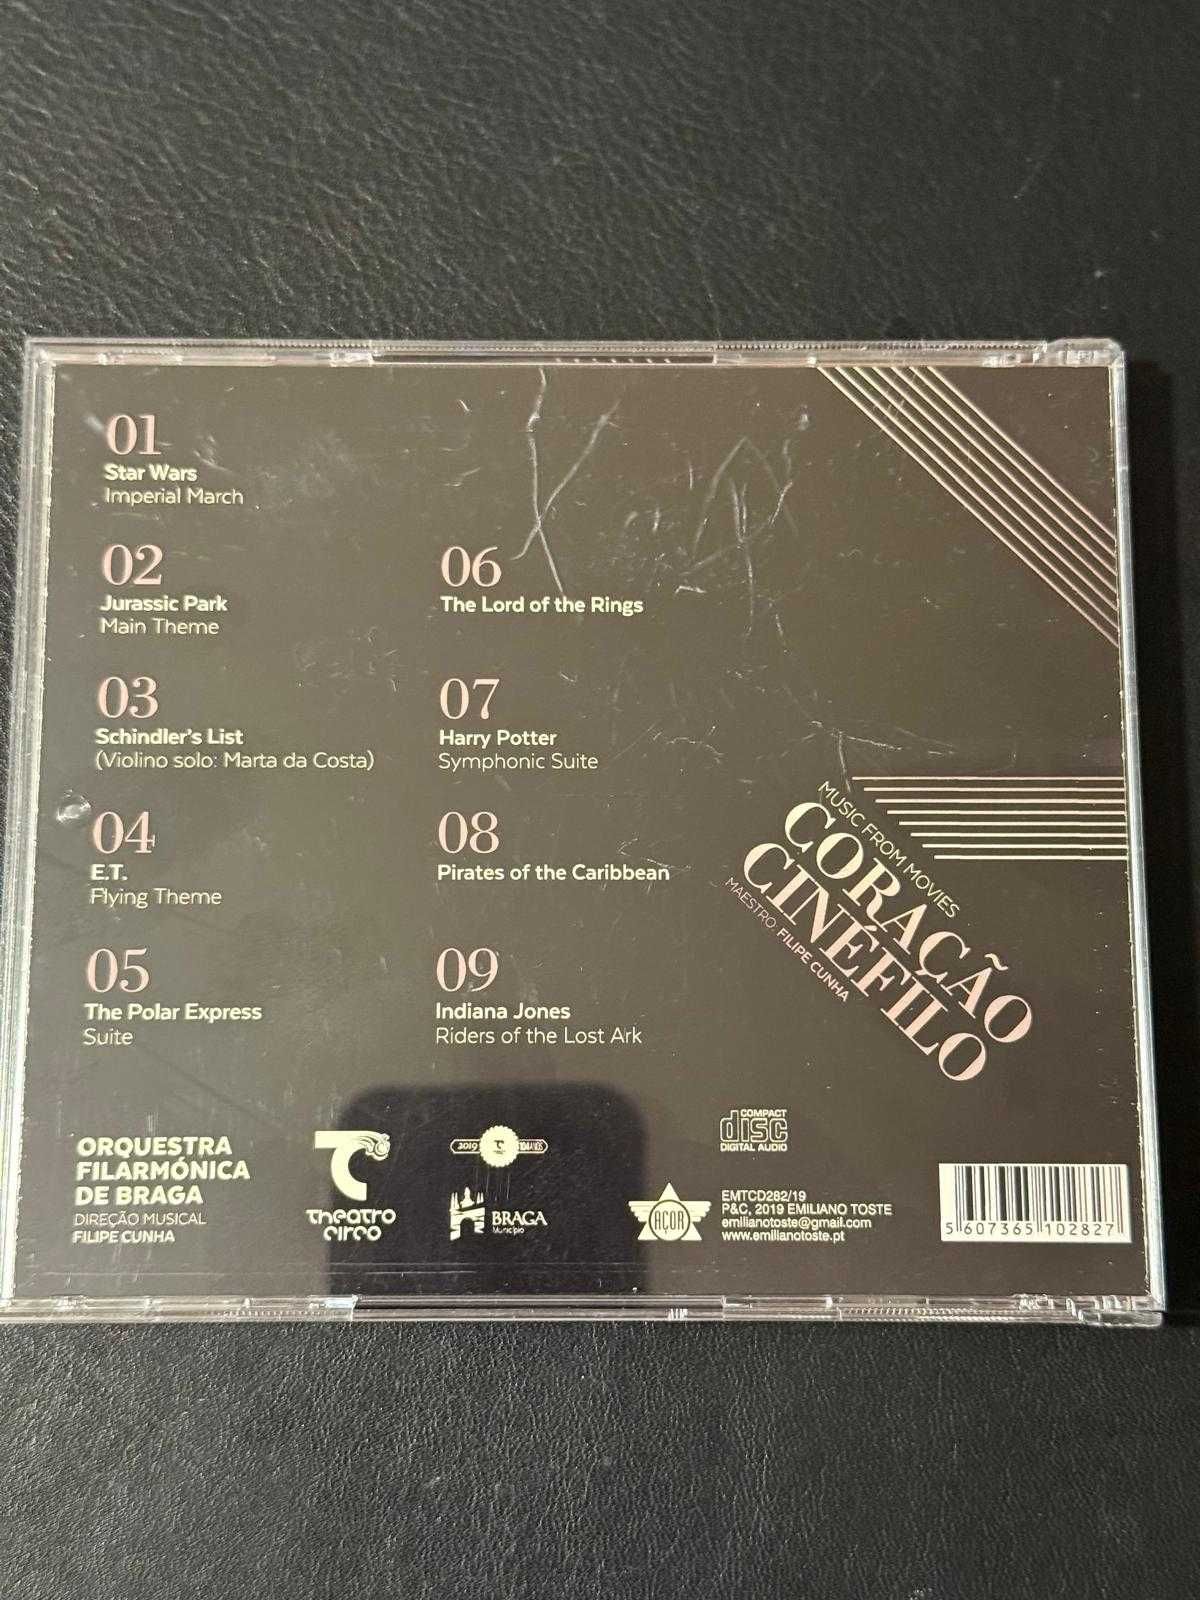 01
Star Wars
Imperial March
02
Jurassic Park
Main Theme
03
Schindler's List
(Violino solo: Marta da Costa)
04
E.T.
Flying Theme
05
The Polar Express
Suite
06
The Lord of the Rings
07
Harry Potter
Symphonic Suite
08
Pirates of the Caribbean
09
Indiana Jones
Riders of the Lost Ark
MUSIC FROM MOVIES
CORAÇÃO
CINÉFILO
MAESTRO: FILIPE CUNHA
ORQUESTRA
FILARMÓNICA
DE BRAGA
DIREÇÃO MUSICAL
FILIPE CUNHA
Theatro
Circo
2019
BRAGA
Município
COMPACT
disc
DIGITAL AUDIO
AÇOR
EMTCD282/19
P&C, 2019 EMILIANO TOSTE
emilianotoste@gmail.com
www.emilianotoste.pt
5 607365 102827